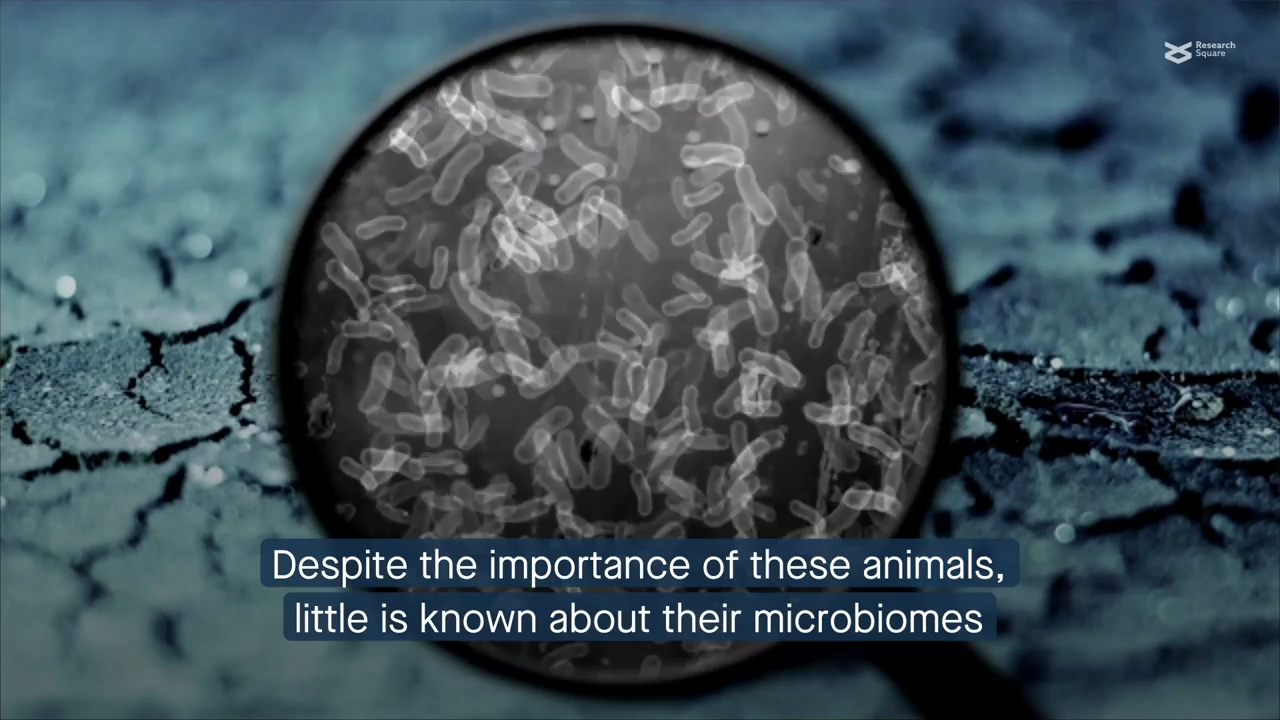 Research
Square
Despite the importance of these animals,
little is known about their microbiomes